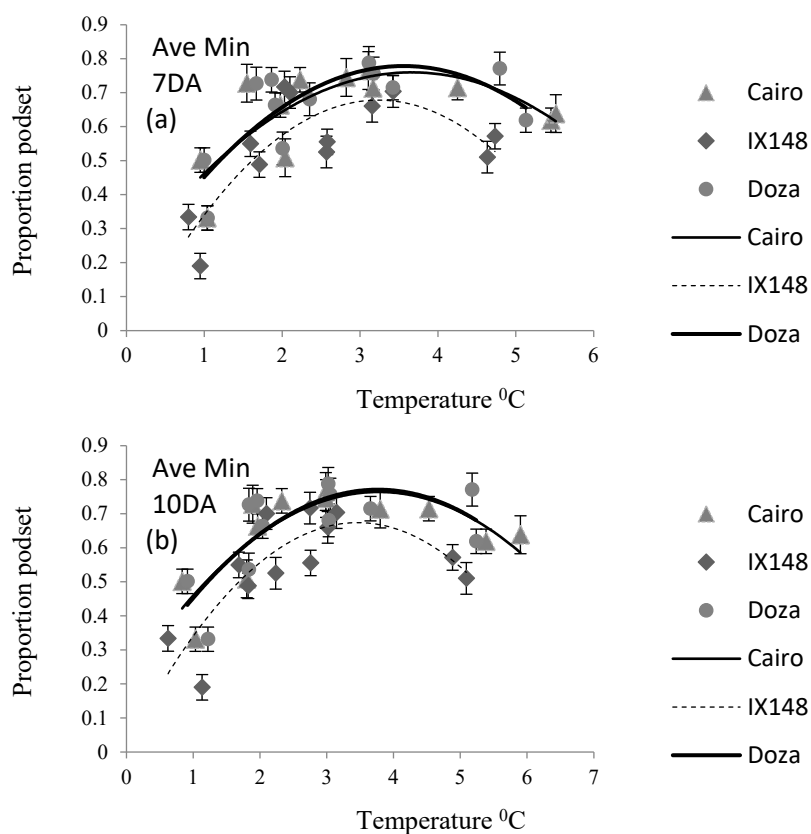 0.9
0.8
0.7
0.6
0.5
0.4
0.3
0.2
0.1
0
Proportion podset
Ave Min
7DA
(a)
0 1 2 3 4 5 6
Temperature ⁰C
Cairo
IX148
Doza
Cairo
IX148
Doza
0.9
0.8
0.7
0.6
0.5
0.4
0.3
0.2
0.1
0
Proportion podset
Ave Min
10DA
(b)
0 1 2 3 4 5 6 7
Temperature ⁰C
Cairo
IX148
Doza
Cairo
IX148
Doza